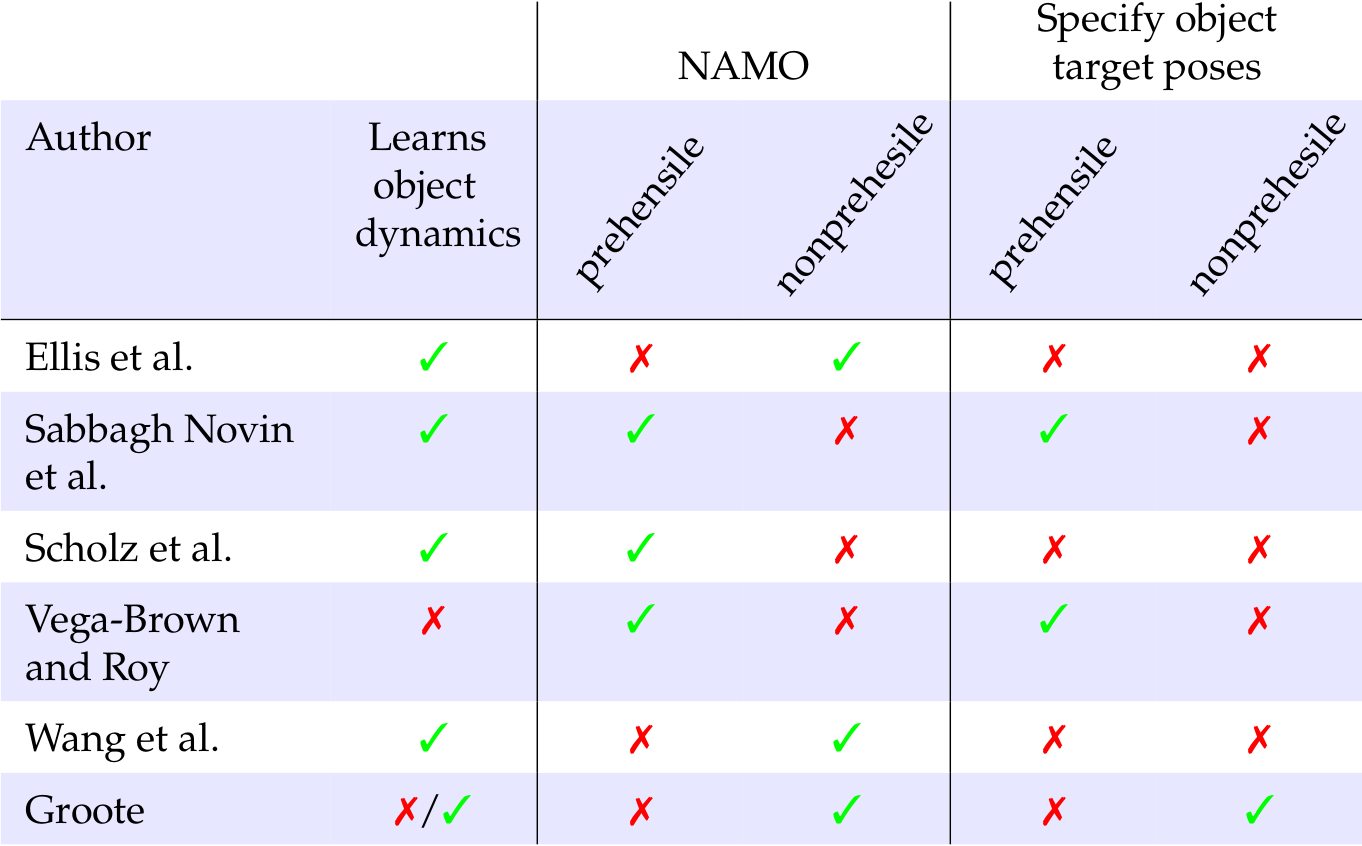 NAMO
Specify object
target poses
Author
Learns
object
dynamics
prehensile
nonprehesile
prehensile
nonprehesile
Ellis et al. ✓ ✗ ✓ ✗ ✗
Sabbagh Novin ✓ ✓ ✗ ✓ ✗
et al.
Scholz et al. ✓ ✓ ✗ ✗ ✗
Vega-Brown ✗ ✓ ✗ ✓ ✗
and Roy
Wang et al. ✓ ✗ ✓ ✗ ✗
Groote ✗/✓ ✗ ✓ ✗ ✓